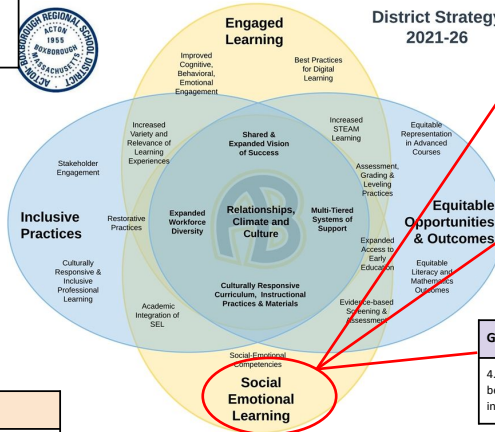 ACTON-BOXBOROUGH REGIONAL SCHOOL DISTRICT
ACTON
1955
BOXBOROUGH
MASSACHUSETTS
District Strategy
2021-26
Engaged
Learning
Improved
Cognitive,
Behavioral,
Emotional
Engagement
Best Practices
for Digital
Learning
Increased
Variety and
Relevance of
Learning
Experiences
Shared &
Expanded Vision
of Success
Increased
STEAM
Learning
Equitable
Representation
in Advanced
Courses
Stakeholder
Engagement
Assessment,
Grading &
Leveling
Practices
Inclusive
Practices
Restorative
Practices
Expanded
Workforce
Diversity
Relationships,
Climate and
Culture
Multi-Tiered
Systems of
Support
Equitable
Opportunities
& Outcomes
Expanded
Access to
Early
Education
Culturally
Responsive &
Inclusive
Professional
Learning
Equitable
Literacy and
Mathematics
Outcomes
Culturally Responsive
Curriculum, Instructional
Practices & Materials
Academic
Integration of
SEL
Evidence-based
Screening &
Assessment
Social-Emotional
Competencies
Social
Emotional
Learning
G
4.
be
in